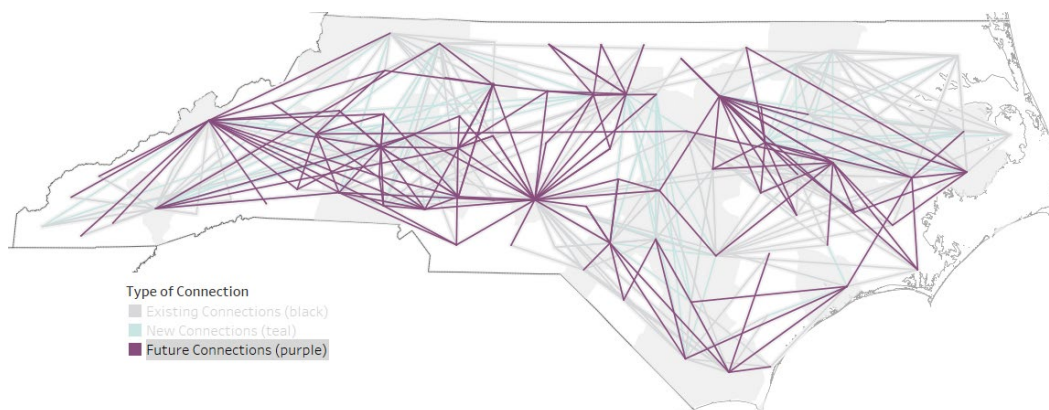 Type of Connection
Existing Connections (black)
New Connections (teal)
Future Connections (purple)